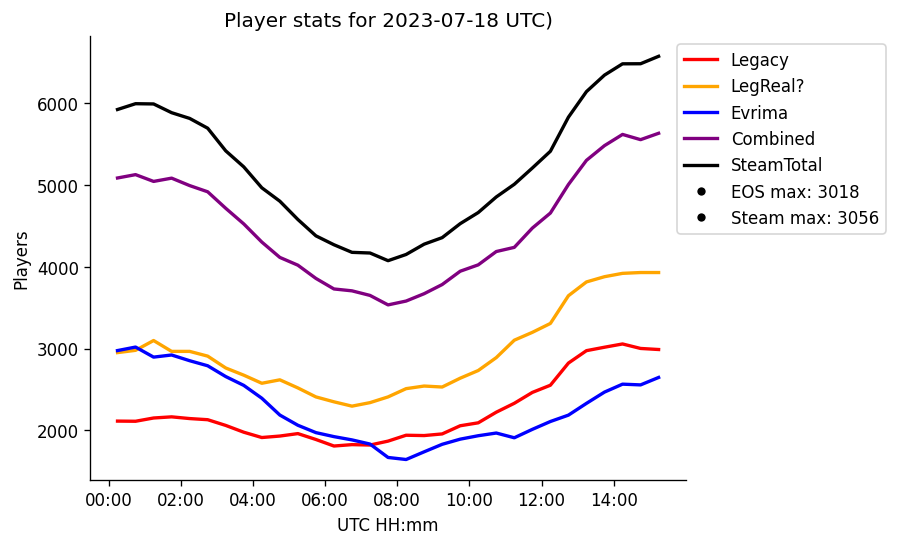 Player stats for 2023-07-18 UTC)
Legacy
LegReal?
Evrima
Combined
SteamTotal
EOS max: 3018
Steam max: 3056
Players
6000
5000
4000
3000
2000
00:00 02:00 04:00 06:00 08:00 10:00 12:00 14:00
UTC HH:mm